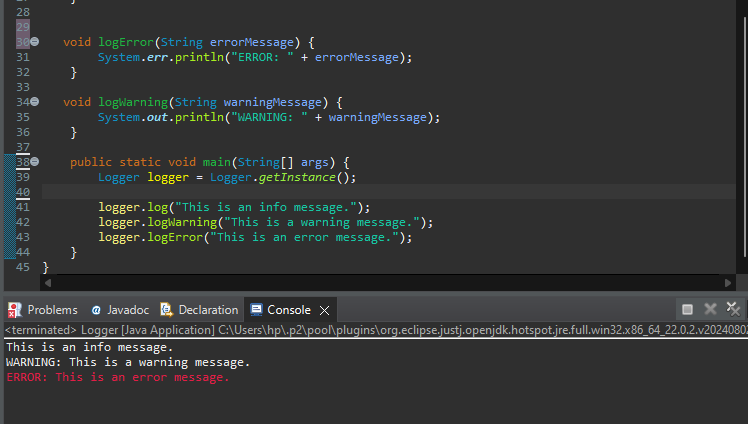 28
29
30 void logError(String errorMessage) {
31 System.err.println("ERROR: " + errorMessage);
32 }
33
34 void logWarning(String warningMessage) {
35 System.out.println("WARNING: " + warningMessage);
36 }
37
38 public static void main(String[] args) {
39 Logger logger = Logger.getInstance();
40
41 logger.log("This is an info message.");
42 logger.logWarning("This is a warning message.");
43 logger.logError("This is an error message.");
44 }
45 }
Problems @ Javadoc Declaration Console
<terminated> Logger [Java Application] C:\Users\hp\.p2\pool\plugins\org.eclipse.justj.openjdk.hotspot.jre.full.win32.x86_64_22.0.2.v20240802
This is an info message.
WARNING: This is a warning message.
ERROR: This is an error message.